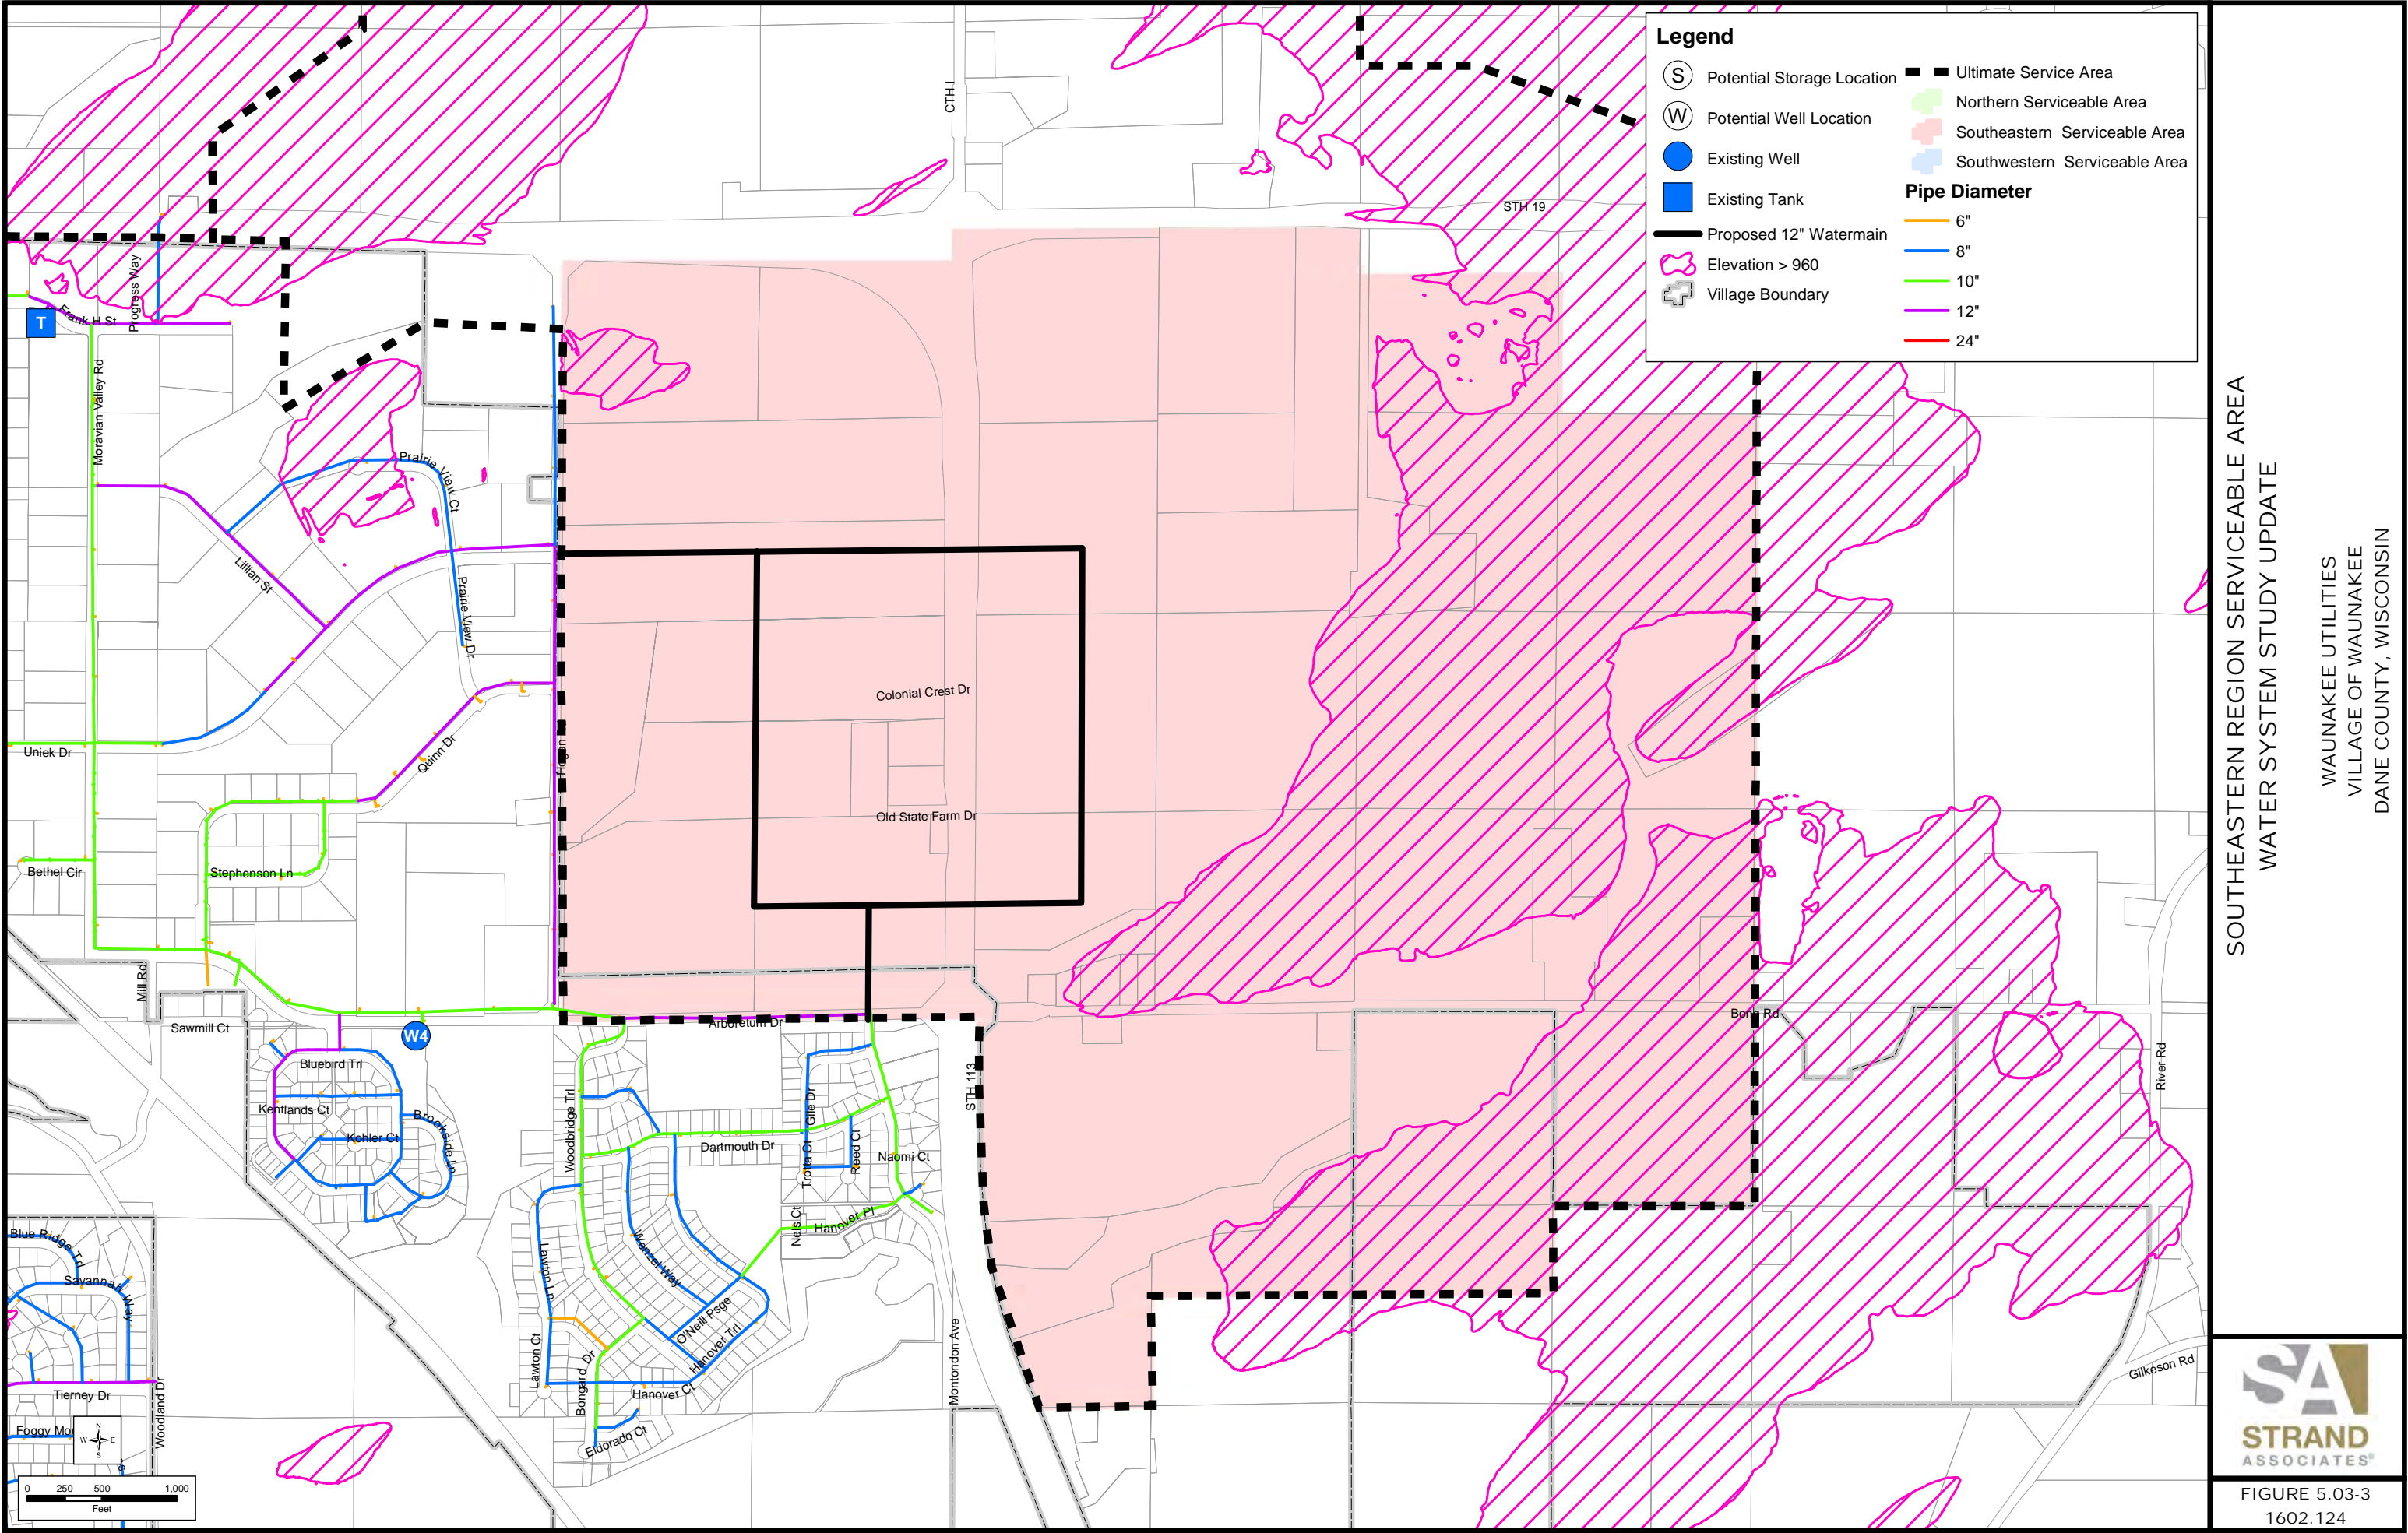 Legend
S Potential Storage Location
W Potential Well Location
Existing Well
Existing Tank
Proposed 12" Watermain
Elevation > 960
Village Boundary
Ultimate Service Area
Northern Serviceable Area
Southeastern Serviceable Area
Southwestern Serviceable Area
Pipe Diameter
6"
8"
10"
12"
24"
CTH I
STH 19
Progress Way
Frank H St
T
Moravian Valley Rd
Prairie View Ct
Lillian St
Prairie View Dr
Colonial Crest Dr
Uniek Dr
Quinn Dr
Hogan
Old State Farm Dr
Bethel Cir
Stephenson Ln
Mill Rd
Sawmill Ct
W4
Arboretum Dr
Bong Rd
Bluebird Trl
Kentlands Ct
Kohler Ct
Brookside Ln
Woodbridge Trl
Gile Dr
STH 113
River Rd
Dartmouth Dr
Trotta Ct
Reed Ct
Naomi Ct
Nels Ct
Hanover Pl
Blue Ridge Trl
Savannah Way
Lawton Ln
Wenzel Way
O'Neill Psge
Hanover Trl
Lawton Ct
Bongard Dr
Hanover Ct
Montondon Ave
Gilkeson Rd
Tierney Dr
Woodland Dr
Foggy Mo
Eldorado Ct
N
W E
S
0 250 500 1,000
Feet
SOUTHEASTERN REGION SERVICEABLE AREA
WATER SYSTEM STUDY UPDATE
WAUNAKEE UTILITIES
VILLAGE OF WAUNAKEE
DANE COUNTY, WISCONSIN
SA
STRAND
ASSOCIATES®
FIGURE 5.03-3
1602.124